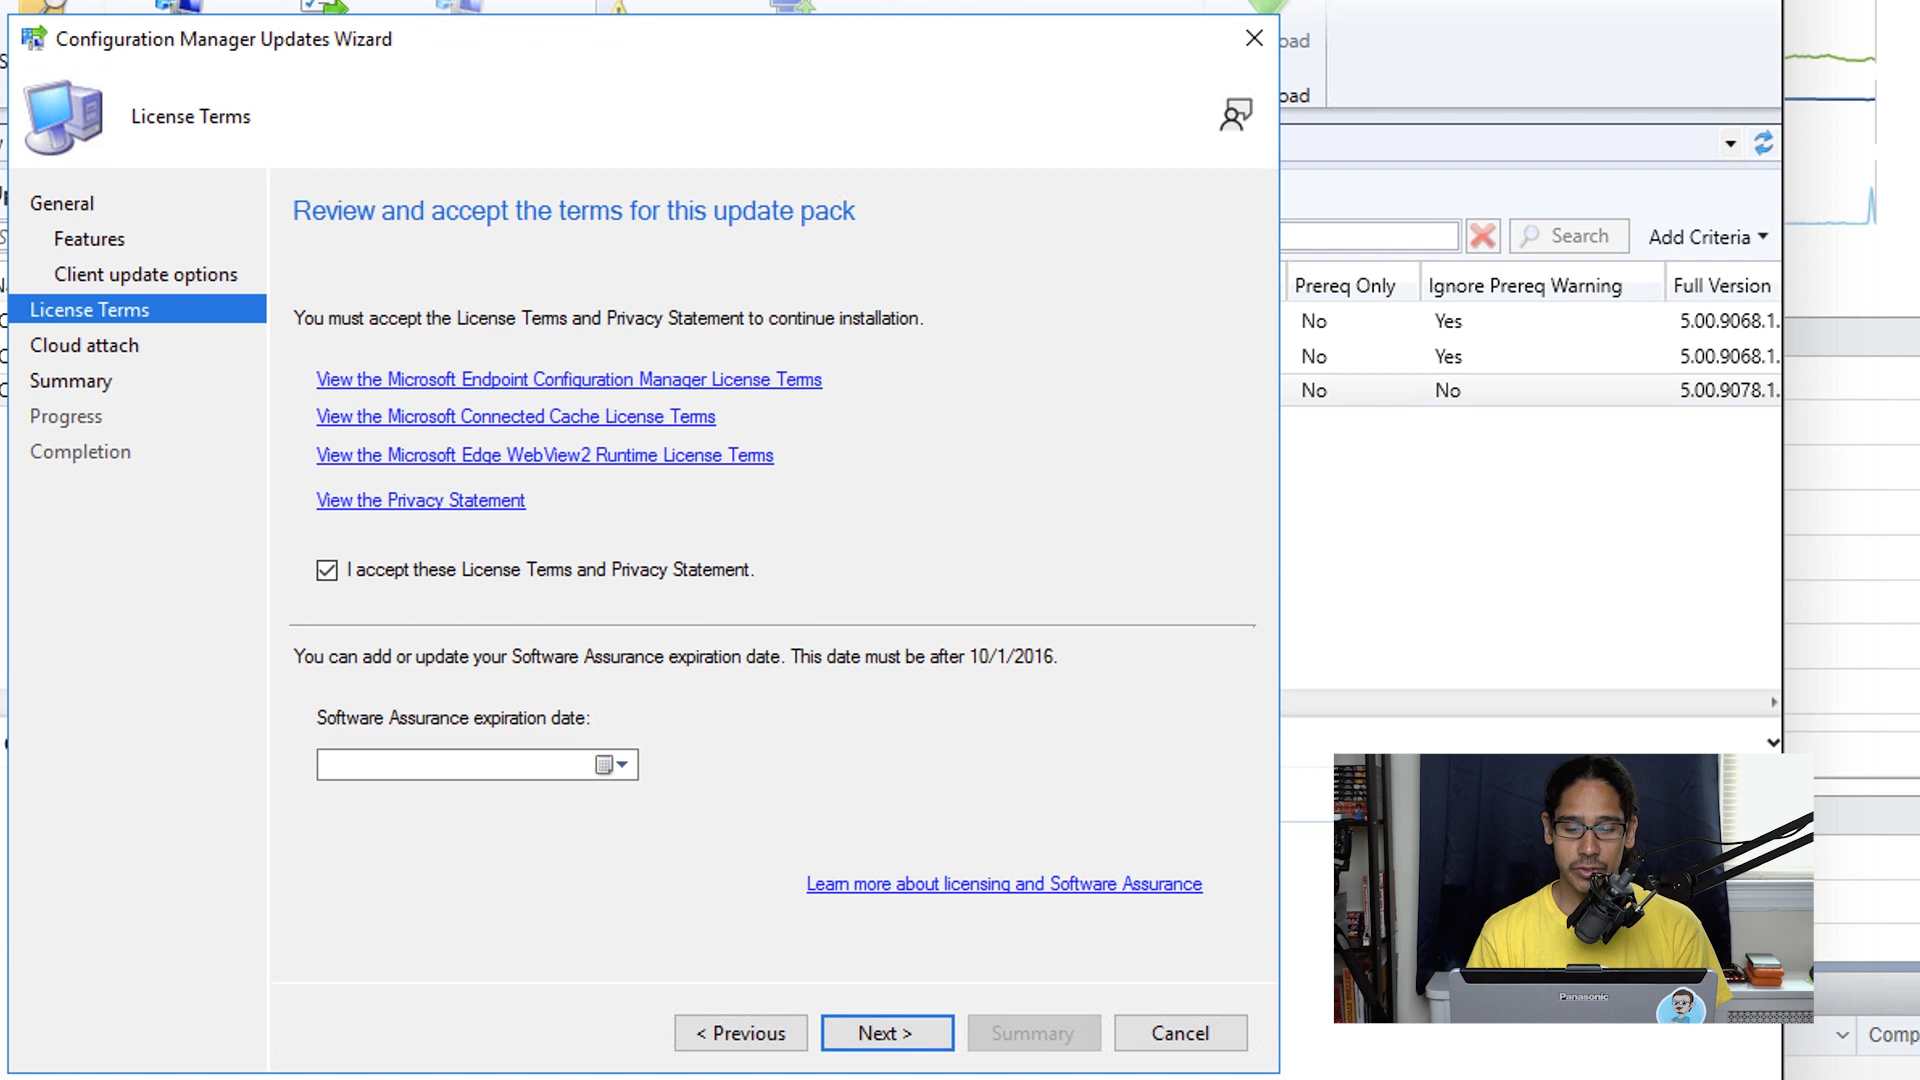 Configuration Manager Updates Wizard
License Terms
General
Features
Client update options
License Terms
Cloud attach
Summary
Progress
Completion
Review and accept the terms for this update pack
You must accept the License Terms and Privacy Statement to continue installation.
View the Microsoft Endpoint Configuration Manager License Terms
View the Microsoft Connected Cache License Terms
View the Microsoft Edge WebView2 Runtime License Terms
View the Privacy Statement
I accept these License Terms and Privacy Statement.
You can add or update your Software Assurance expiration date. This date must be after 10/1/2016.
Software Assurance expiration date:
Learn more about licensing and Software Assurance
< Previous
Next >
Summary
Cancel
oad
oad
Search
Add Criteria
Prereq Only
Ignore Prereq Warning
Full Version
No
Yes
5.00.9068.1.
No
Yes
5.00.9068.1.
No
No
5.00.9078.1.
Panasonic
Comp